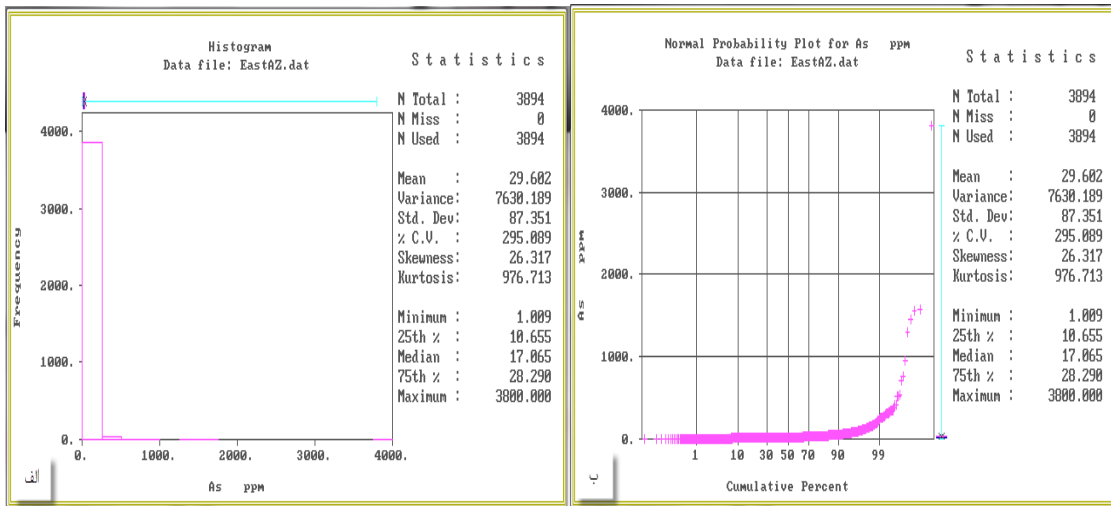 Histogram
Data file: EastAZ.dat
Statistics
N Total : 3894
N Miss : 0
N Used : 3894
Mean : 29.602
Variance: 7630.189
Std. Dev: 87.351
% C.V. : 295.089
Skewness: 26.317
Kurtosis: 976.713
Minimum : 1.009
25th % : 10.655
Median : 17.065
75th % : 28.290
Maximum : 3800.000
Frequency
4000.
3000.
2000.
1000.
0.
0. 1000. 2000. 3000. 4000.
As ppm
الف
Normal Probability Plot for As ppm
Data file: EastAZ.dat
Statistics
N Total : 3894
N Miss : 0
N Used : 3894
Mean : 29.602
Variance: 7630.189
Std. Dev: 87.351
% C.V. : 295.089
Skewness: 26.317
Kurtosis: 976.713
Minimum : 1.009
25th % : 10.655
Median : 17.065
75th % : 28.290
Maximum : 3800.000
As ppm
4000.
3000.
2000.
1000.
0.
1 10 30 50 70 90 99
Cumulative Percent
ب